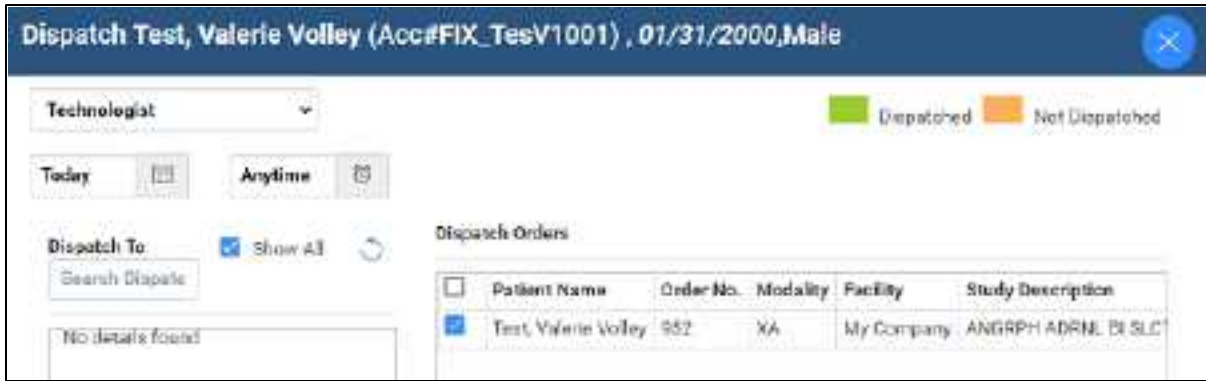 Dispatch Test, Valerie Volley (Acc#FIX_TesV1001) , 01/31/2000,Male
Technologist
Dispatched
Not Dispatched
Today
Anytime
Dispatch To
Show All
Search Dispatc
No details found
Dispatch Orders
Patient Name Order No. Modality Facility Study Description
Test, Valerie Volley 952 XA My Company ANGRPH ADRNL BI SLCT